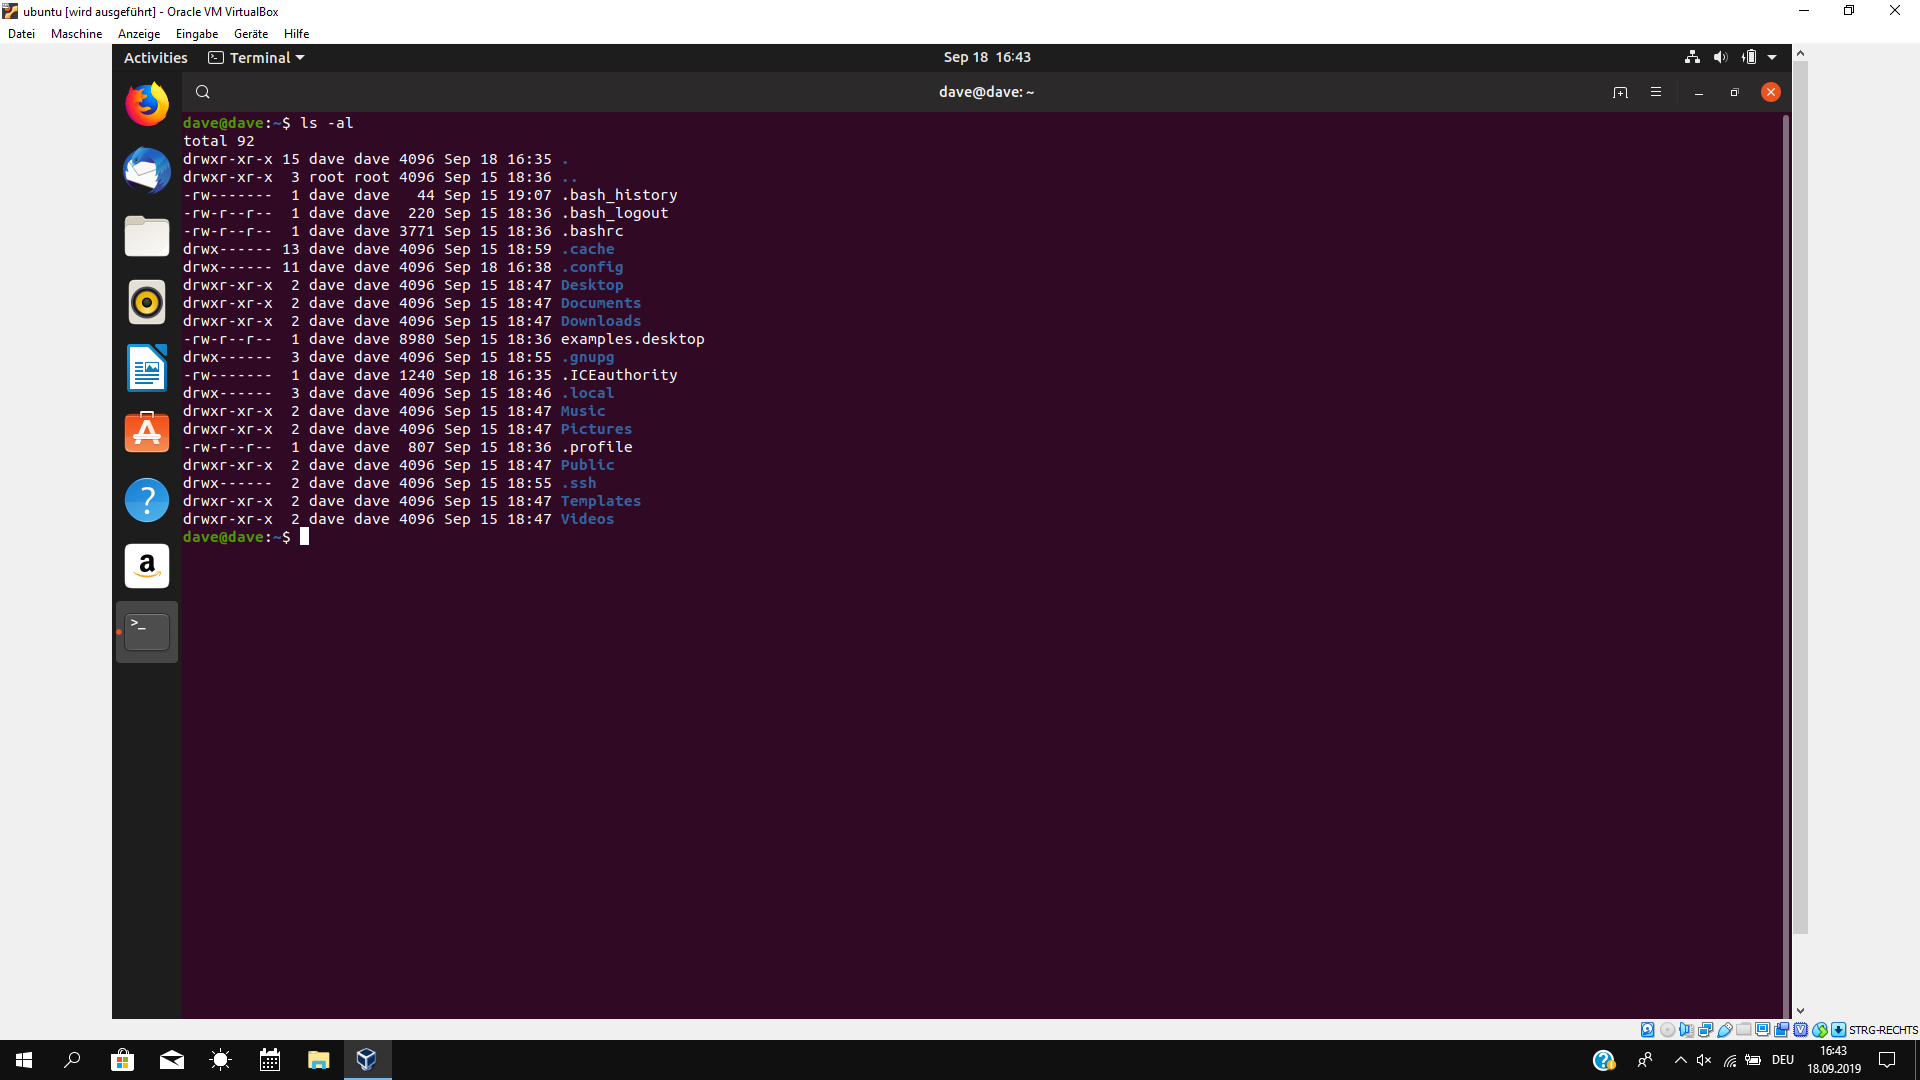 ubuntu [wird ausgeführt] - Oracle VM VirtualBox
Datei Maschine Anzeige Eingabe Geräte Hilfe
Activities Terminal Sep 18 16:43
dave@dave: ~
dave@dave:~$ ls -al
total 92
drwxr-xr-x 15 dave dave 4096 Sep 18 16:35 .
drwxr-xr-x  3 root root 4096 Sep 15 18:36 ..
-rw-------  1 dave dave   44 Sep 15 19:07 .bash_history
-rw-r--r--  1 dave dave  220 Sep 15 18:36 .bash_logout
-rw-r--r--  1 dave dave 3771 Sep 15 18:36 .bashrc
drwx------ 13 dave dave 4096 Sep 15 18:59 .cache
drwx------ 11 dave dave 4096 Sep 18 16:38 .config
drwxr-xr-x  2 dave dave 4096 Sep 15 18:47 Desktop
drwxr-xr-x  2 dave dave 4096 Sep 15 18:47 Documents
drwxr-xr-x  2 dave dave 4096 Sep 15 18:47 Downloads
-rw-r--r--  1 dave dave 8980 Sep 15 18:36 examples.desktop
drwx------  3 dave dave 4096 Sep 15 18:55 .gnupg
-rw-------  1 dave dave 1240 Sep 18 16:35 .ICEauthority
drwx------  3 dave dave 4096 Sep 15 18:46 .local
drwxr-xr-x  2 dave dave 4096 Sep 15 18:47 Music
drwxr-xr-x  2 dave dave 4096 Sep 15 18:47 Pictures
-rw-r--r--  1 dave dave  807 Sep 15 18:36 .profile
drwxr-xr-x  2 dave dave 4096 Sep 15 18:47 Public
drwx------  2 dave dave 4096 Sep 15 18:55 .ssh
drwxr-xr-x  2 dave dave 4096 Sep 15 18:47 Templates
drwxr-xr-x  2 dave dave 4096 Sep 15 18:47 Videos
dave@dave:~$
STRG-RECHTS
DEU
16:43
18.09.2019